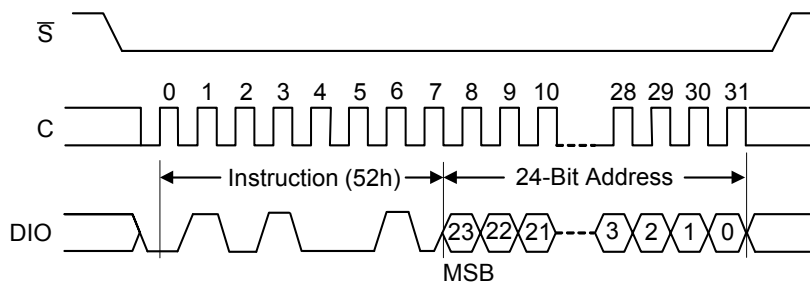 S
0 1 2 3 4 5 6 7 8 9 10 28 29 30 31
C
Instruction (52h) 24-Bit Address
DIO 23 22 21 3 2 1 0
MSB